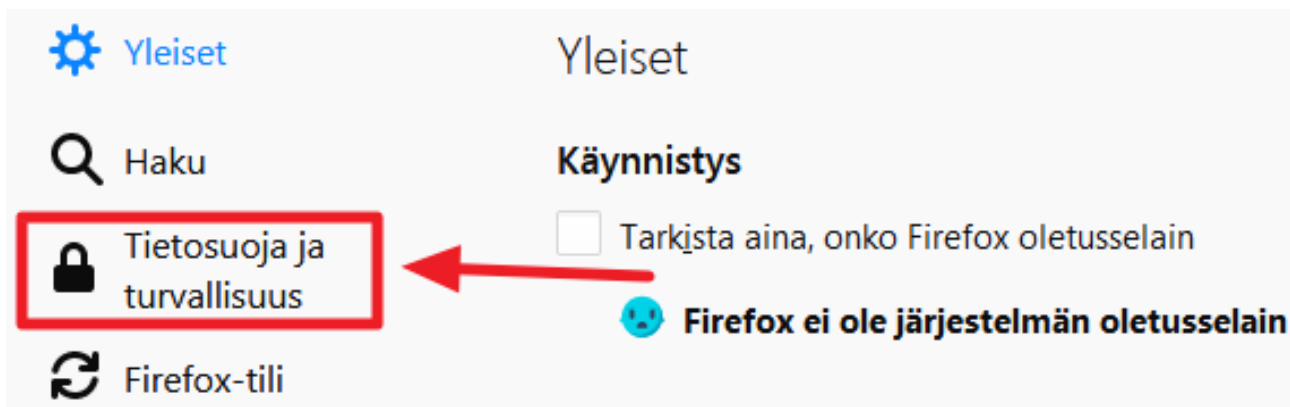 Yleiset
Haku
Tietosuoja ja
turvallisuus
Firefox-tili
Yleiset
Käynnistys
Tarkista aina, onko Firefox oletusselain
Firefox ei ole järjestelmän oletusselain